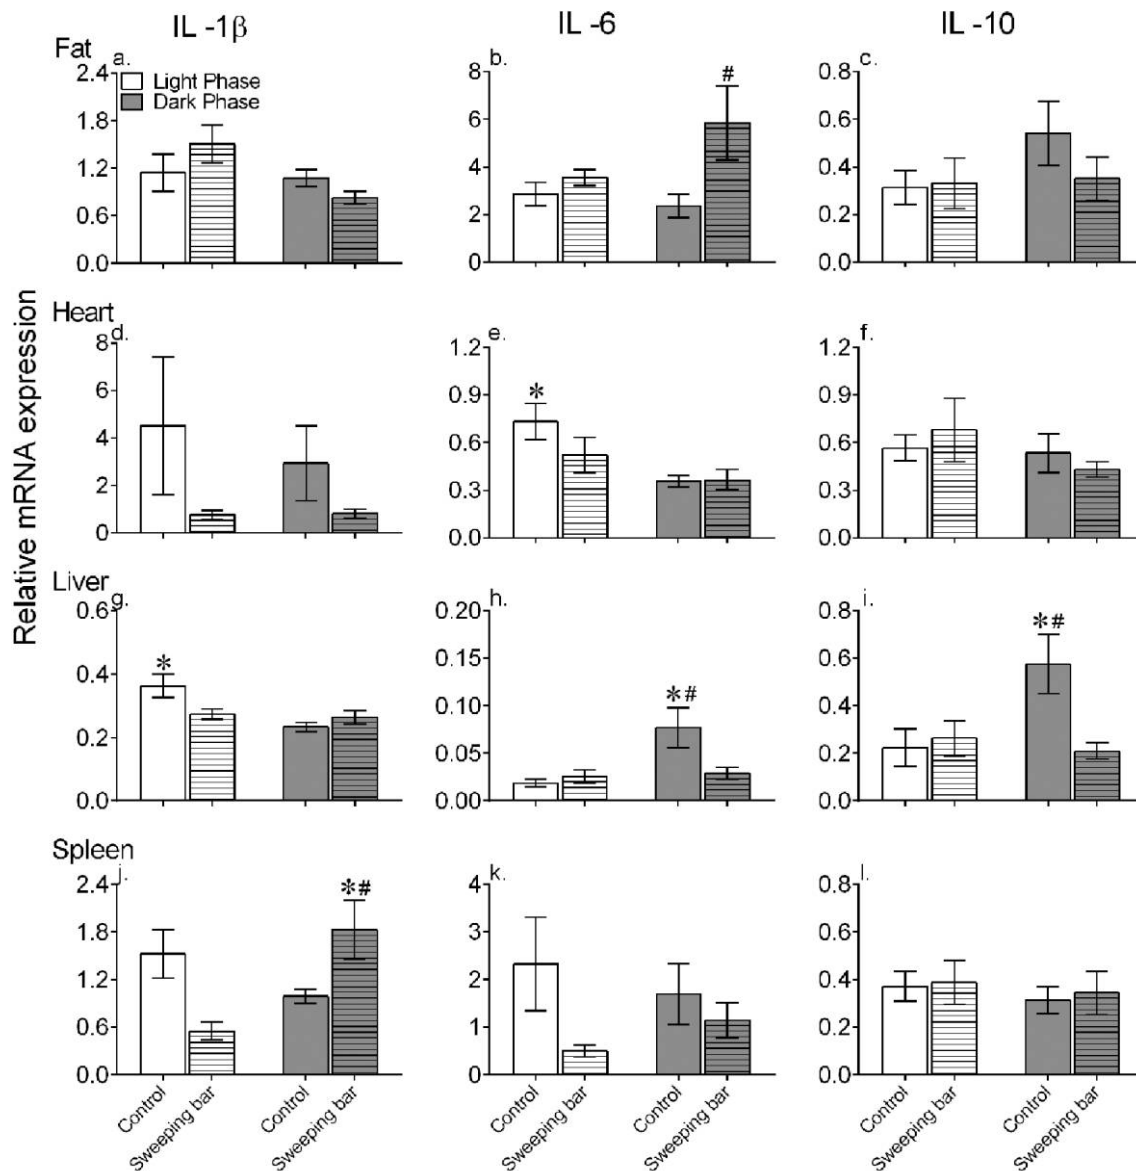 IL -1β IL -6 IL -10
Fat
a. b. c.
Light Phase
Dark Phase
2.4 8 0.8
1.8 6 0.6
1.2 4 0.4
0.6 2 0.2
0.0 0 0.0
#
Relative mRNA expression
Heart
d. e. f.
8 1.2 1.2
6 0.9 0.9
4 0.6 0.6
2 0.3 0.3
0 0.0 0.0
*
Liver
g. h. i.
0.6 0.20 0.8
0.4 0.15 0.6
0.2 0.10 0.4
0.0 0.05 0.2
0.00 0.0
* *# *#
Spleen
j. k. l.
2.4 4 0.8
1.8 3 0.6
1.2 2 0.4
0.6 1 0.2
0.0 0 0.0
*#
Control Sweeping bar Control Sweeping bar Control Sweeping bar Control Sweeping bar Control Sweeping bar Control Sweeping bar